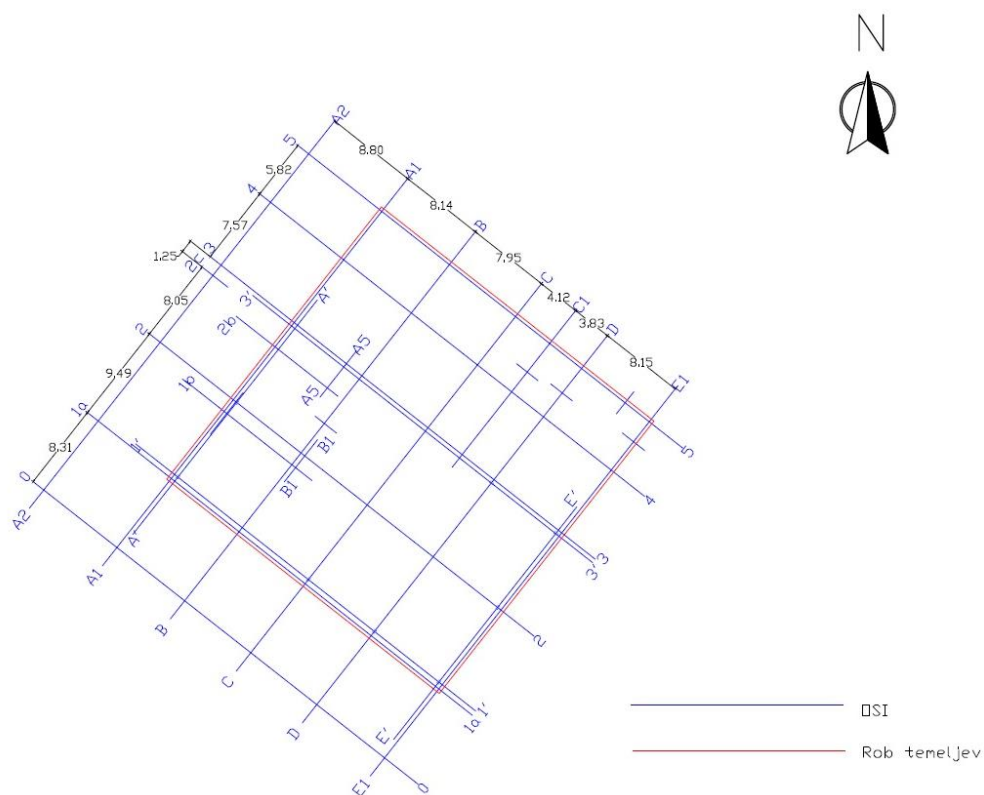 N
A2
8.80
5
A1
5.82
8.14
4
B
7.57
7.95
3
C
1.25
2c
4.12
C1
8.05
3'
A'
3.83
D
2b
8.15
2
A5
E1
9.49
1b
A5
1a
B1
5
1'
8.31
B1
4
0
E'
A2
A'
3
3'
A1
2
B
C
1'
1a
D
E'
E1
0
OSI
Rob temeljev